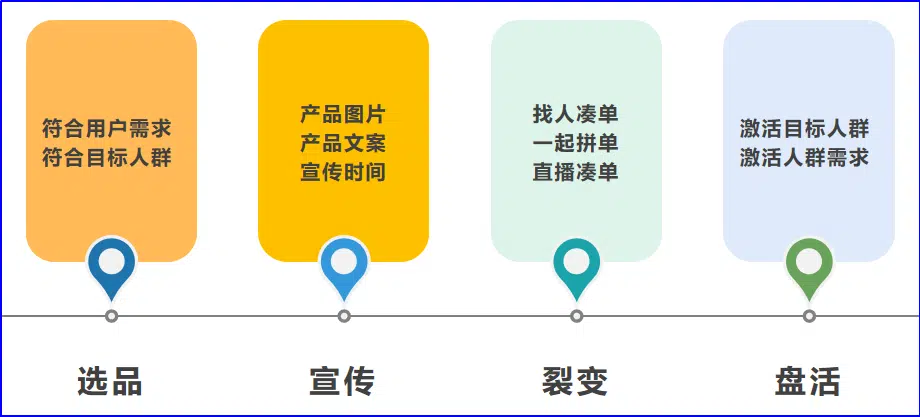 符合用户需求
符合目标人群
产品图片
产品文案
宣传时间
找人凑单
一起拼单
直播凑单
激活目标人群
激活人群需求
选品
宣传
裂变
盘活